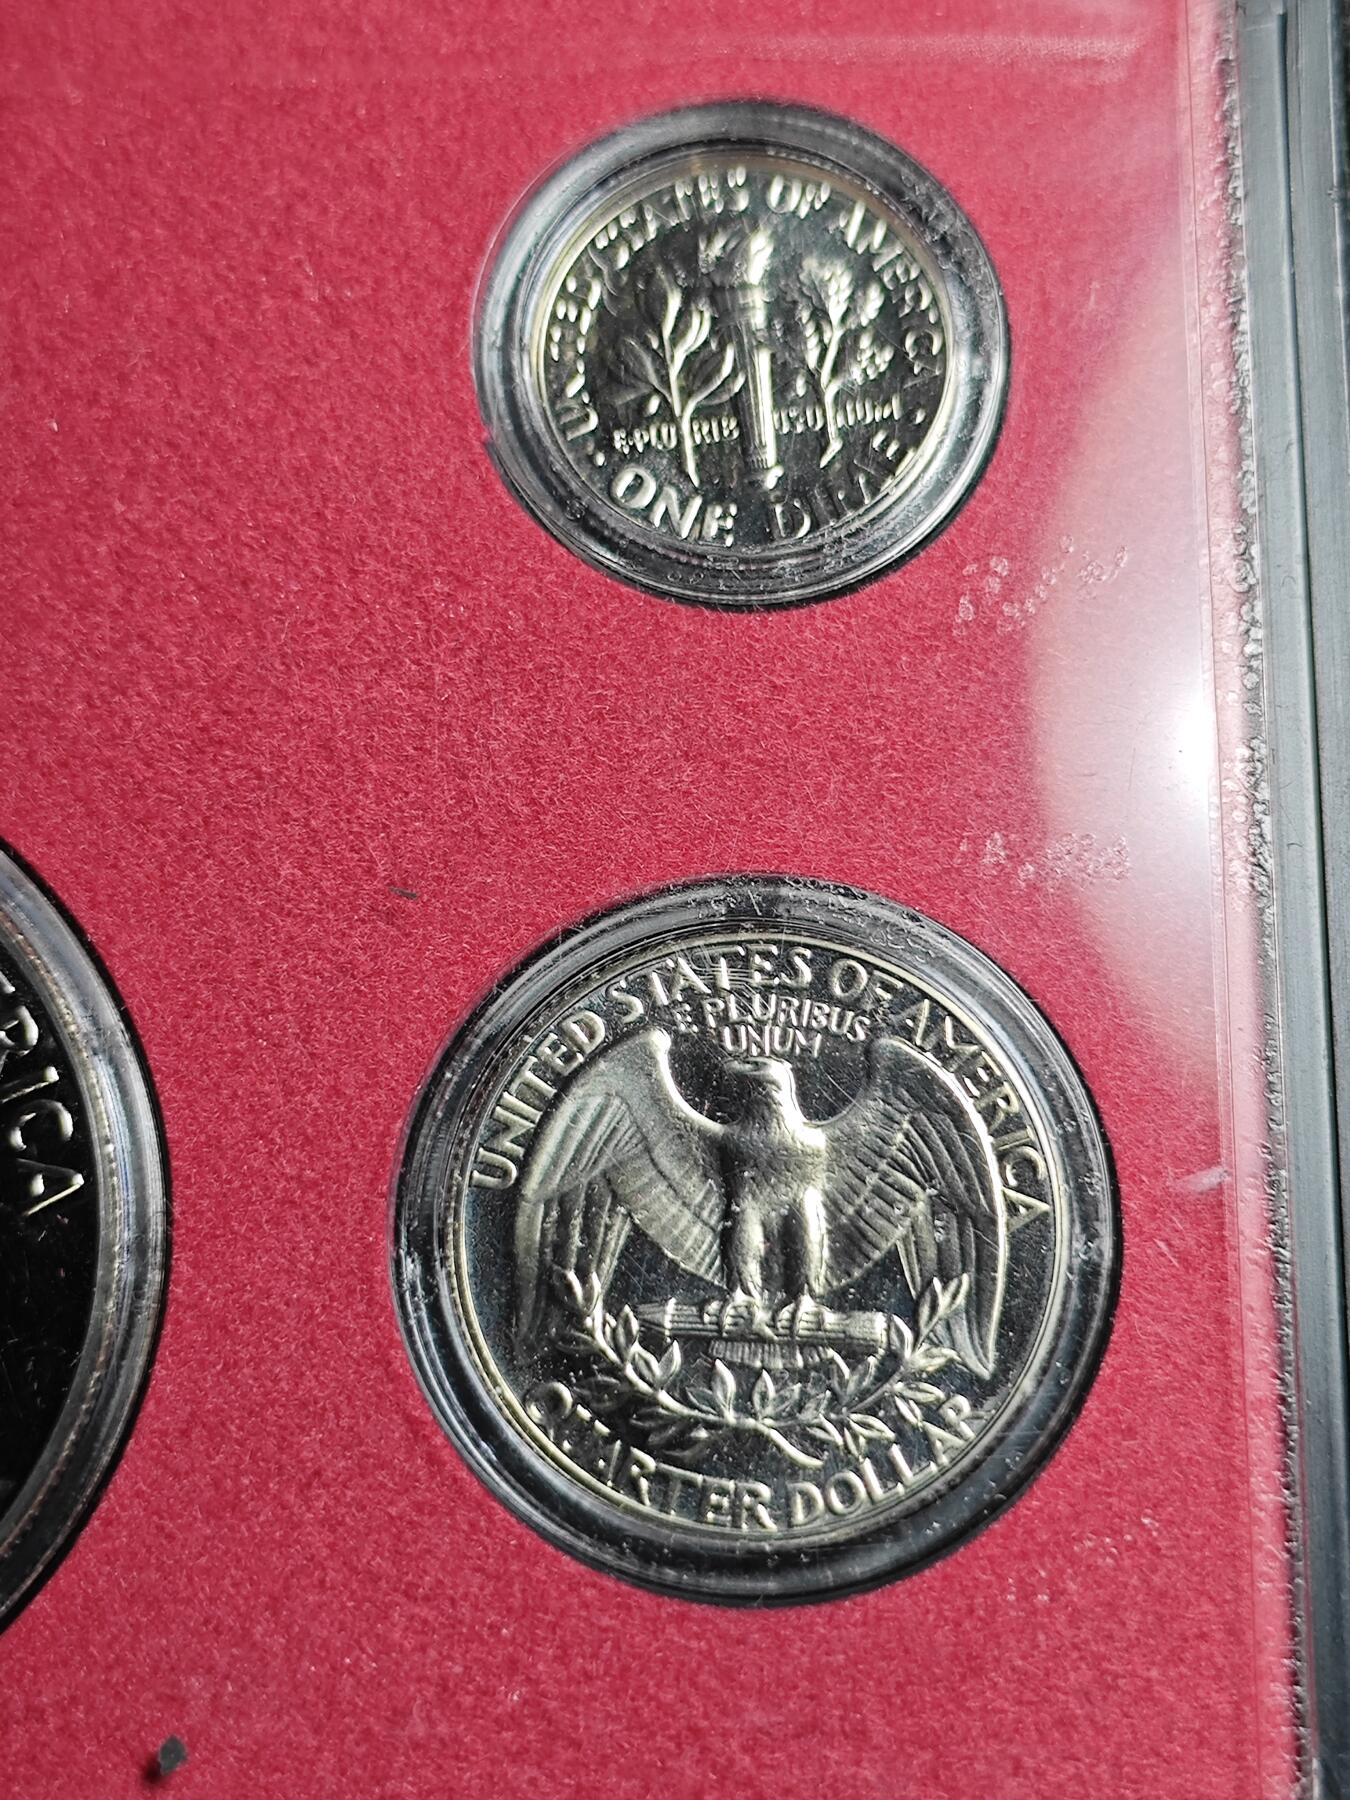 UNITED STATES OF AMERICA
E PLURIBUS UNUM
ONE DIME
RICA
UNITED STATES OF AMERICA
E PLURIBUS
UNUM
QUARTER DOLLAR